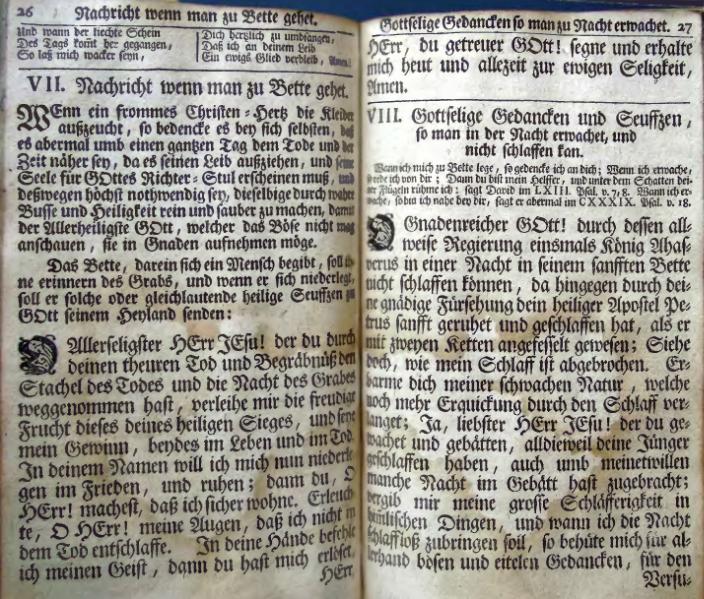 26 Nachricht wenn man zu Bette gehet.
Und wann der liechte Schein
Des Tags komt her gegangen,
So laß mich wacker seyn,
Dich hertzlich zu umbfangen,
Daß ich an deinem Leib
Ein ewigs Glied verbleib, Amen!
VII. Nachricht wenn man zu Bette gehet.
WEnn ein frommes Christen-Hertz die Kleider
außzeucht, so bedencke es bey sich selbsten, daß
es abermal umb einen gantzen Tag dem Tode und der
Zeit näher sey, da es seinen Leib außziehen, und seine
Seele für GOttes Richter-Stul erscheinen muß, und
deßwegen höchst nothwendig sey, dieselbige durch wahre
Busse und Heiligkeit rein und sauber zu machen, damit
der Allerheiligste GOtt, welcher das Böse nicht mag
anschauen, sie in Gnaden aufnehmen möge.
Das Bette, darein sich ein Mensch begibt, soll ih-
ne erinnern des Grabs, und wenn er sich niederlegt,
soll er solche oder gleichlautende heilige Seuffzen zu
GOtt seinem Heyland senden:
O Allerseligster HErr JEsu! der du durch
deinen theuren Tod und Begräbnüß den
Stachel des Todes und die Nacht des Grabes
weggenommen hast, verleihe mir die freudige
Frucht dieses deines heiligen Sieges, und seye
mein Gewinn, beydes im Leben und im Tod.
In deinem Namen will ich mich nun niederle-
gen im Frieden, und ruhen; dann du, O
HErr! machest, daß ich sicher wohne. Erleuch-
te, O HErr! meine Augen, daß ich nicht in
dem Tod entschlaffe. In deine Hände befehle
ich meinen Geist, dann du hast mich erlöset,
HErr
Gottselige Gedancken so man zu Nacht erwachet. 27
HErr, du getreuer GOtt! segne und erhalte
mich heut und allezeit zur ewigen Seligkeit,
Amen.
VIII. Gottselige Gedancken und Seuffzen,
so man in der Nacht erwachet, und
nicht schlaffen kan.
Wenn ich mich zu Bette lege, so gedencke ich an dich; Wenn ich erwache,
so rede ich von dir; Dann du bist mein Helffer, und unter dem Schatten dei-
ner Flügeln rühme ich: sagt David im LXIII. Psal. v. 7, 8. Wann ich er-
wache, so bin ich nahe bey dir, sagt er abermal im CXXXIX. Psal. v. 18.
O Gnadenreicher GOtt! durch dessen all-
weise Regierung einsmals König Ahas-
verus in einer Nacht in seinem sanfften Bette
nicht schlaffen können, da hingegen durch dei-
ne gnädige Fürsehung dein heiliger Apostel Pe-
trus sanfft geruhet und geschlaffen hat, als er
mit zweyen Ketten angefesselt gewesen; Siehe
doch, wie mein Schlaff ist abgebrochen. Er-
barme dich meiner schwachen Natur, welche
noch mehr Erquickung durch den Schlaff ver-
langet; Ja, liebster HErr JEsu! der du ge-
wachet und gebätten, alldieweil deine Jünger
geschlaffen haben, auch umb meinetwillen
manche Nacht im Gebätt hast zugebracht;
vergib mir meine grosse Schläfferigkeit in
himlischen Dingen, und wann ich die Nacht
schlaffloß zubringen soll, so behüte mich für al-
lerhand bösen und eitelen Gedancken, für den
Versu-